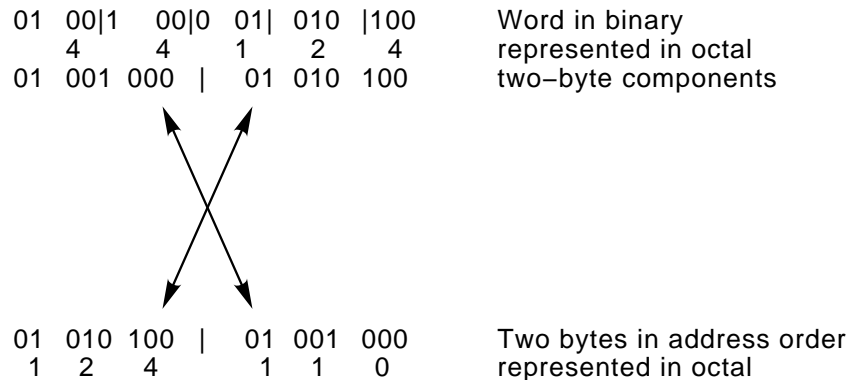 01 00|1 00|0 01| 010 |100 Word in binary
4 4 1 2 4 represented in octal
01 001 000 | 01 010 100 two−byte components
01 010 100 | 01 001 000 Two bytes in address order
1 2 4 1 1 0 represented in octal